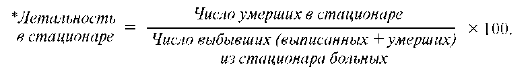 *Летальность в стационаре = Число умерших в стационаре
Число выбывших (выписанных + умерших) из стационара больных × 100.